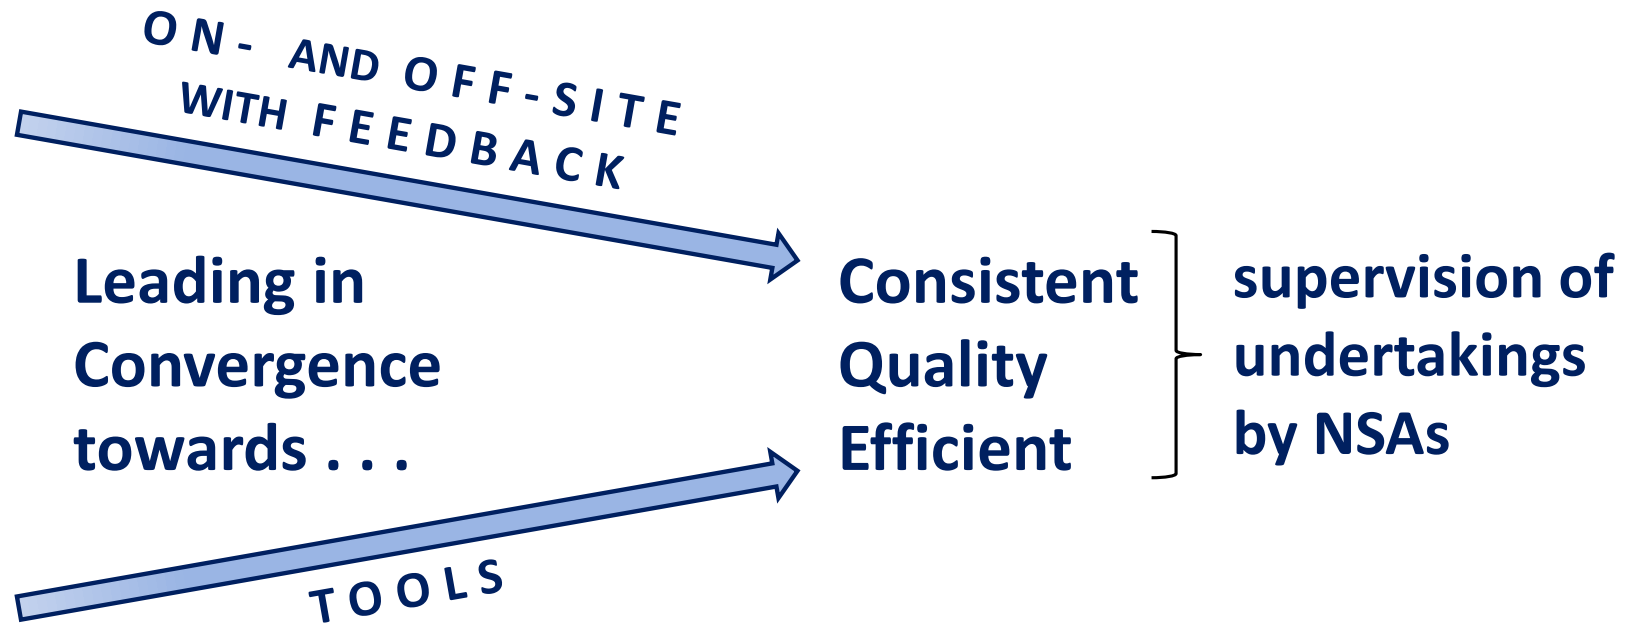 ON- AND OFF-SITE
WITH FEEDBACK
Leading in
Convergence
towards . . .
Consistent
Quality
Efficient
supervision of
undertakings
by NSAs
TOOLS